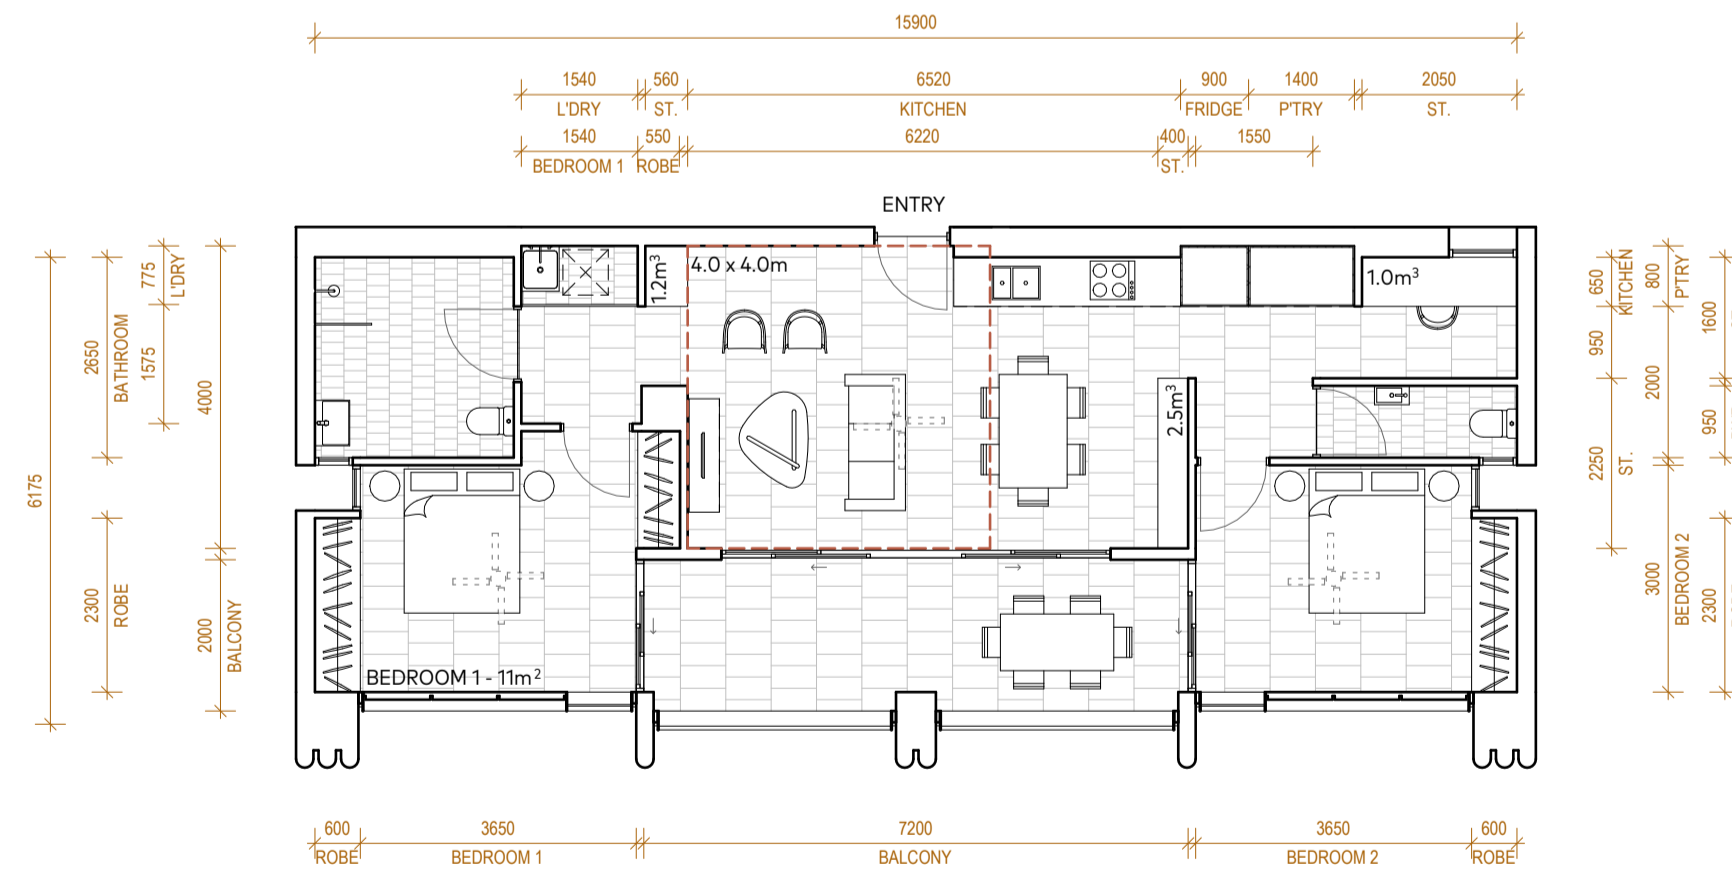 15900
1540 560 6520 900 1400 2050
L'DRY ST. KITCHEN FRIDGE P'TRY ST.
1540 550 6220 400 1550
BEDROOM 1 ROBE ST.
ENTRY
6175
2650
BATHROOM
2300
ROBE
775
L'DRY
1575
4000
2000
BALCONY
1.2m³
4.0 x 4.0m
1.0m³
2.5m³
BEDROOM 1 - 11m²
650
KITCHEN
950
2250
ST.
800
P'TRY
2000
3000
BEDROOM 2
1600
950
2300
600 3650 7200 3650 600
ROBE BEDROOM 1 BALCONY BEDROOM 2 ROBE